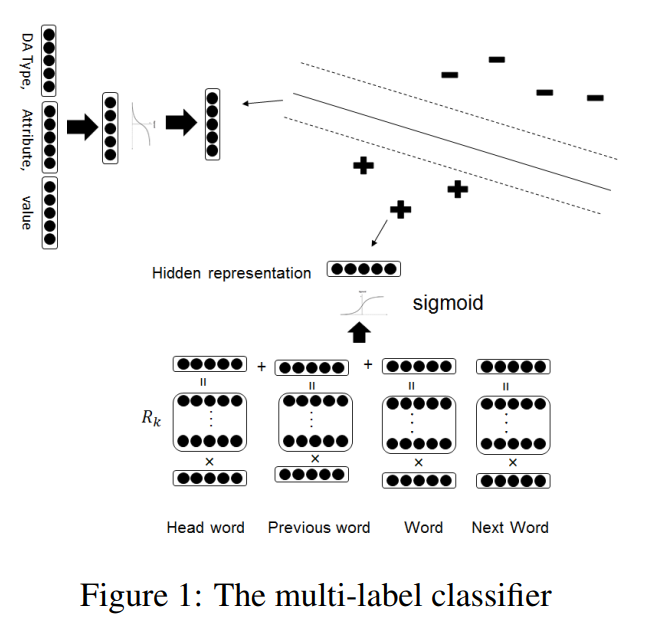 DA Type,
Attribute,
value
Hidden representation
sigmoid
+ +
= = = =
R_k
× × × ×
Head word Previous word Word Next Word
Figure 1: The multi-label classifier